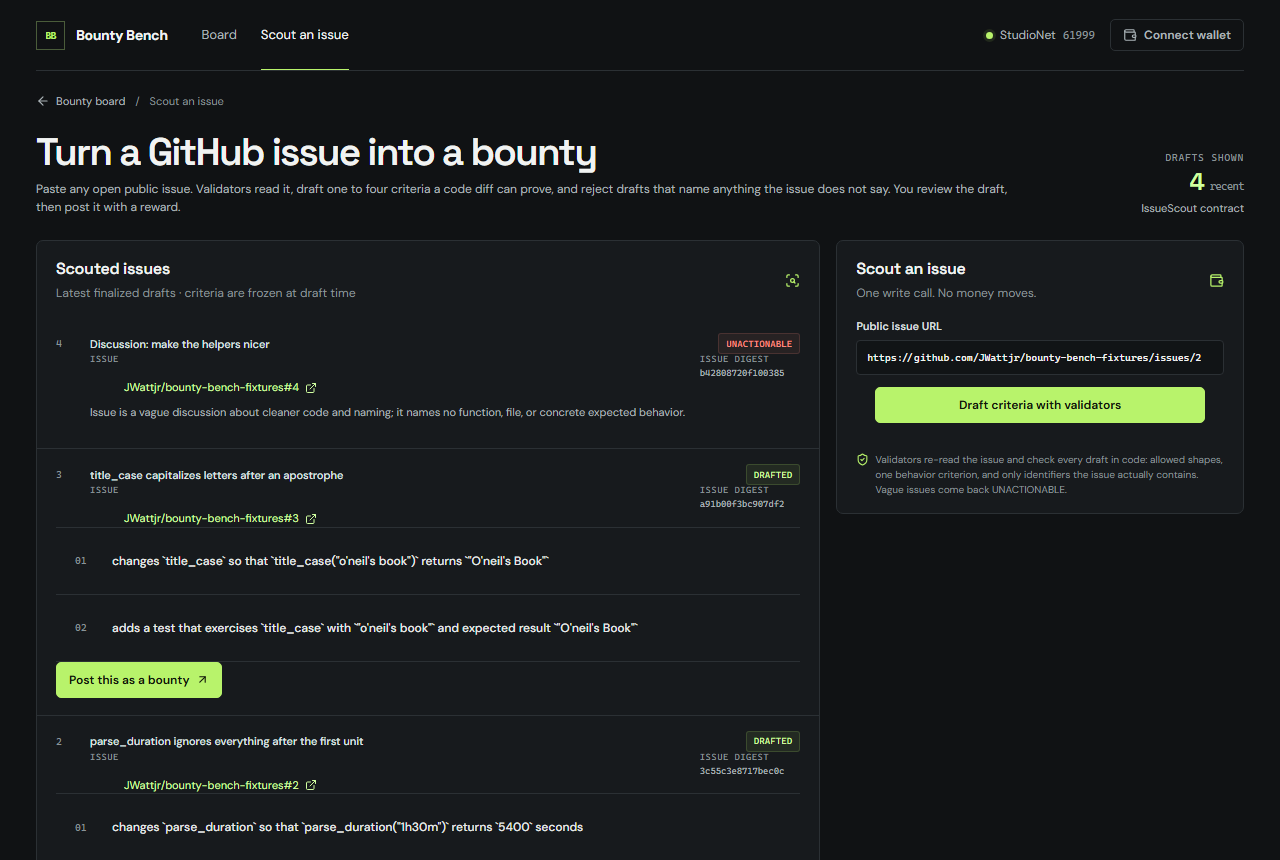 BB
Bounty Bench
Board
Scout an issue
StudioNet 61999
Connect wallet
Bounty board / Scout an issue
Turn a GitHub issue into a bounty
Paste any open public issue. Validators read it, draft one to four criteria a code diff can prove, and reject drafts that name anything the issue does not say. You review the draft,
then post it with a reward.
DRAFTS SHOWN
4 recent
IssueScout contract
Scouted issues
Latest finalized drafts · criteria are frozen at draft time
4
Discussion: make the helpers nicer
UNACTIONABLE
ISSUE
ISSUE DIGEST
b42808720f100385
JWattjr/bounty-bench-fixtures#4
Issue is a vague discussion about cleaner code and naming; it names no function, file, or concrete expected behavior.
3
title_case capitalizes letters after an apostrophe
DRAFTED
ISSUE
ISSUE DIGEST
a91b00f3bc907df2
JWattjr/bounty-bench-fixtures#3
01
changes `title_case` so that `title_case("o'neil's book")` returns `"O'neil's Book"`
02
adds a test that exercises `title_case` with `"o'neil's book"` and expected result `"O'neil's Book"`
Post this as a bounty
2
parse_duration ignores everything after the first unit
DRAFTED
ISSUE
ISSUE DIGEST
3c55c3e8717bec0c
JWattjr/bounty-bench-fixtures#2
01
changes `parse_duration` so that `parse_duration("1h30m")` returns `5400` seconds
Scout an issue
One write call. No money moves.
Public issue URL
https://github.com/JWattjr/bounty-bench-fixtures/issues/2
Draft criteria with validators
Validators re-read the issue and check every draft in code: allowed shapes,
one behavior criterion, and only identifiers the issue actually contains.
Vague issues come back UNACTIONABLE.